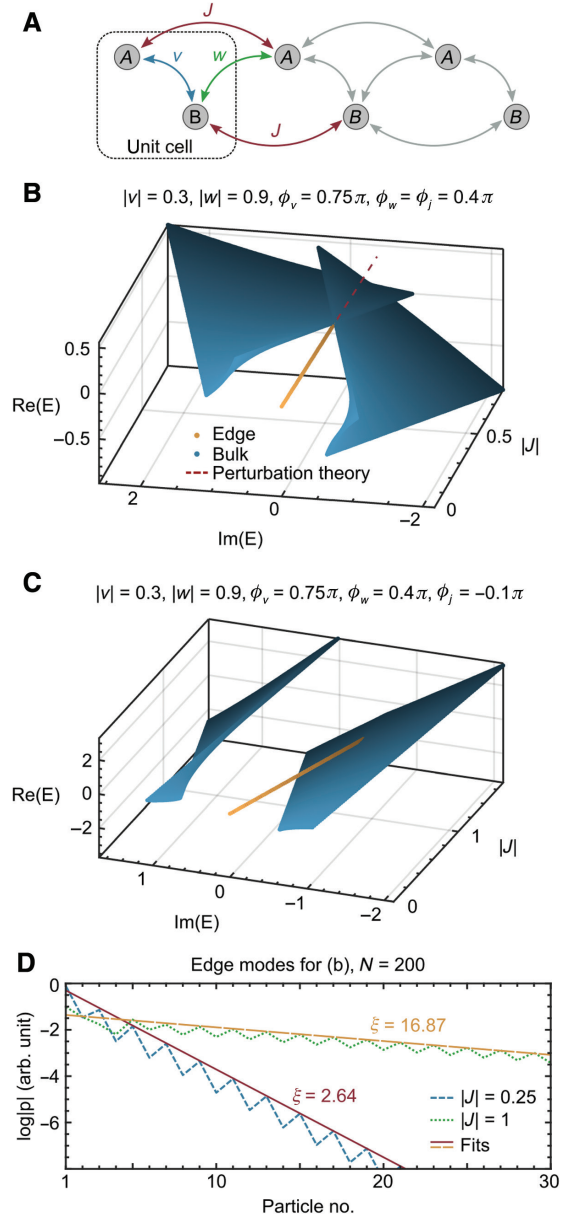 A
J
A
v
w
A
A
B
J
B
B
Unit cell
B
|v| = 0.3, |w| = 0.9, ϕv = 0.75π, ϕw = ϕj = 0.4π
0.5
0
−0.5
Re(E)
Edge
Bulk
Perturbation theory
2
0
−2
Im(E)
0
0.5
|J|
C
|v| = 0.3, |w| = 0.9, ϕv = 0.75π, ϕw = 0.4π, ϕj = −0.1π
2
0
−2
Re(E)
1
0
−1
−2
Im(E)
0
1
|J|
D
Edge modes for (b), N = 200
0
−2
−4
−6
log|p| (arb. unit)
ξ = 16.87
ξ = 2.64
|J| = 0.25
|J| = 1
Fits
1
10
20
30
Particle no.